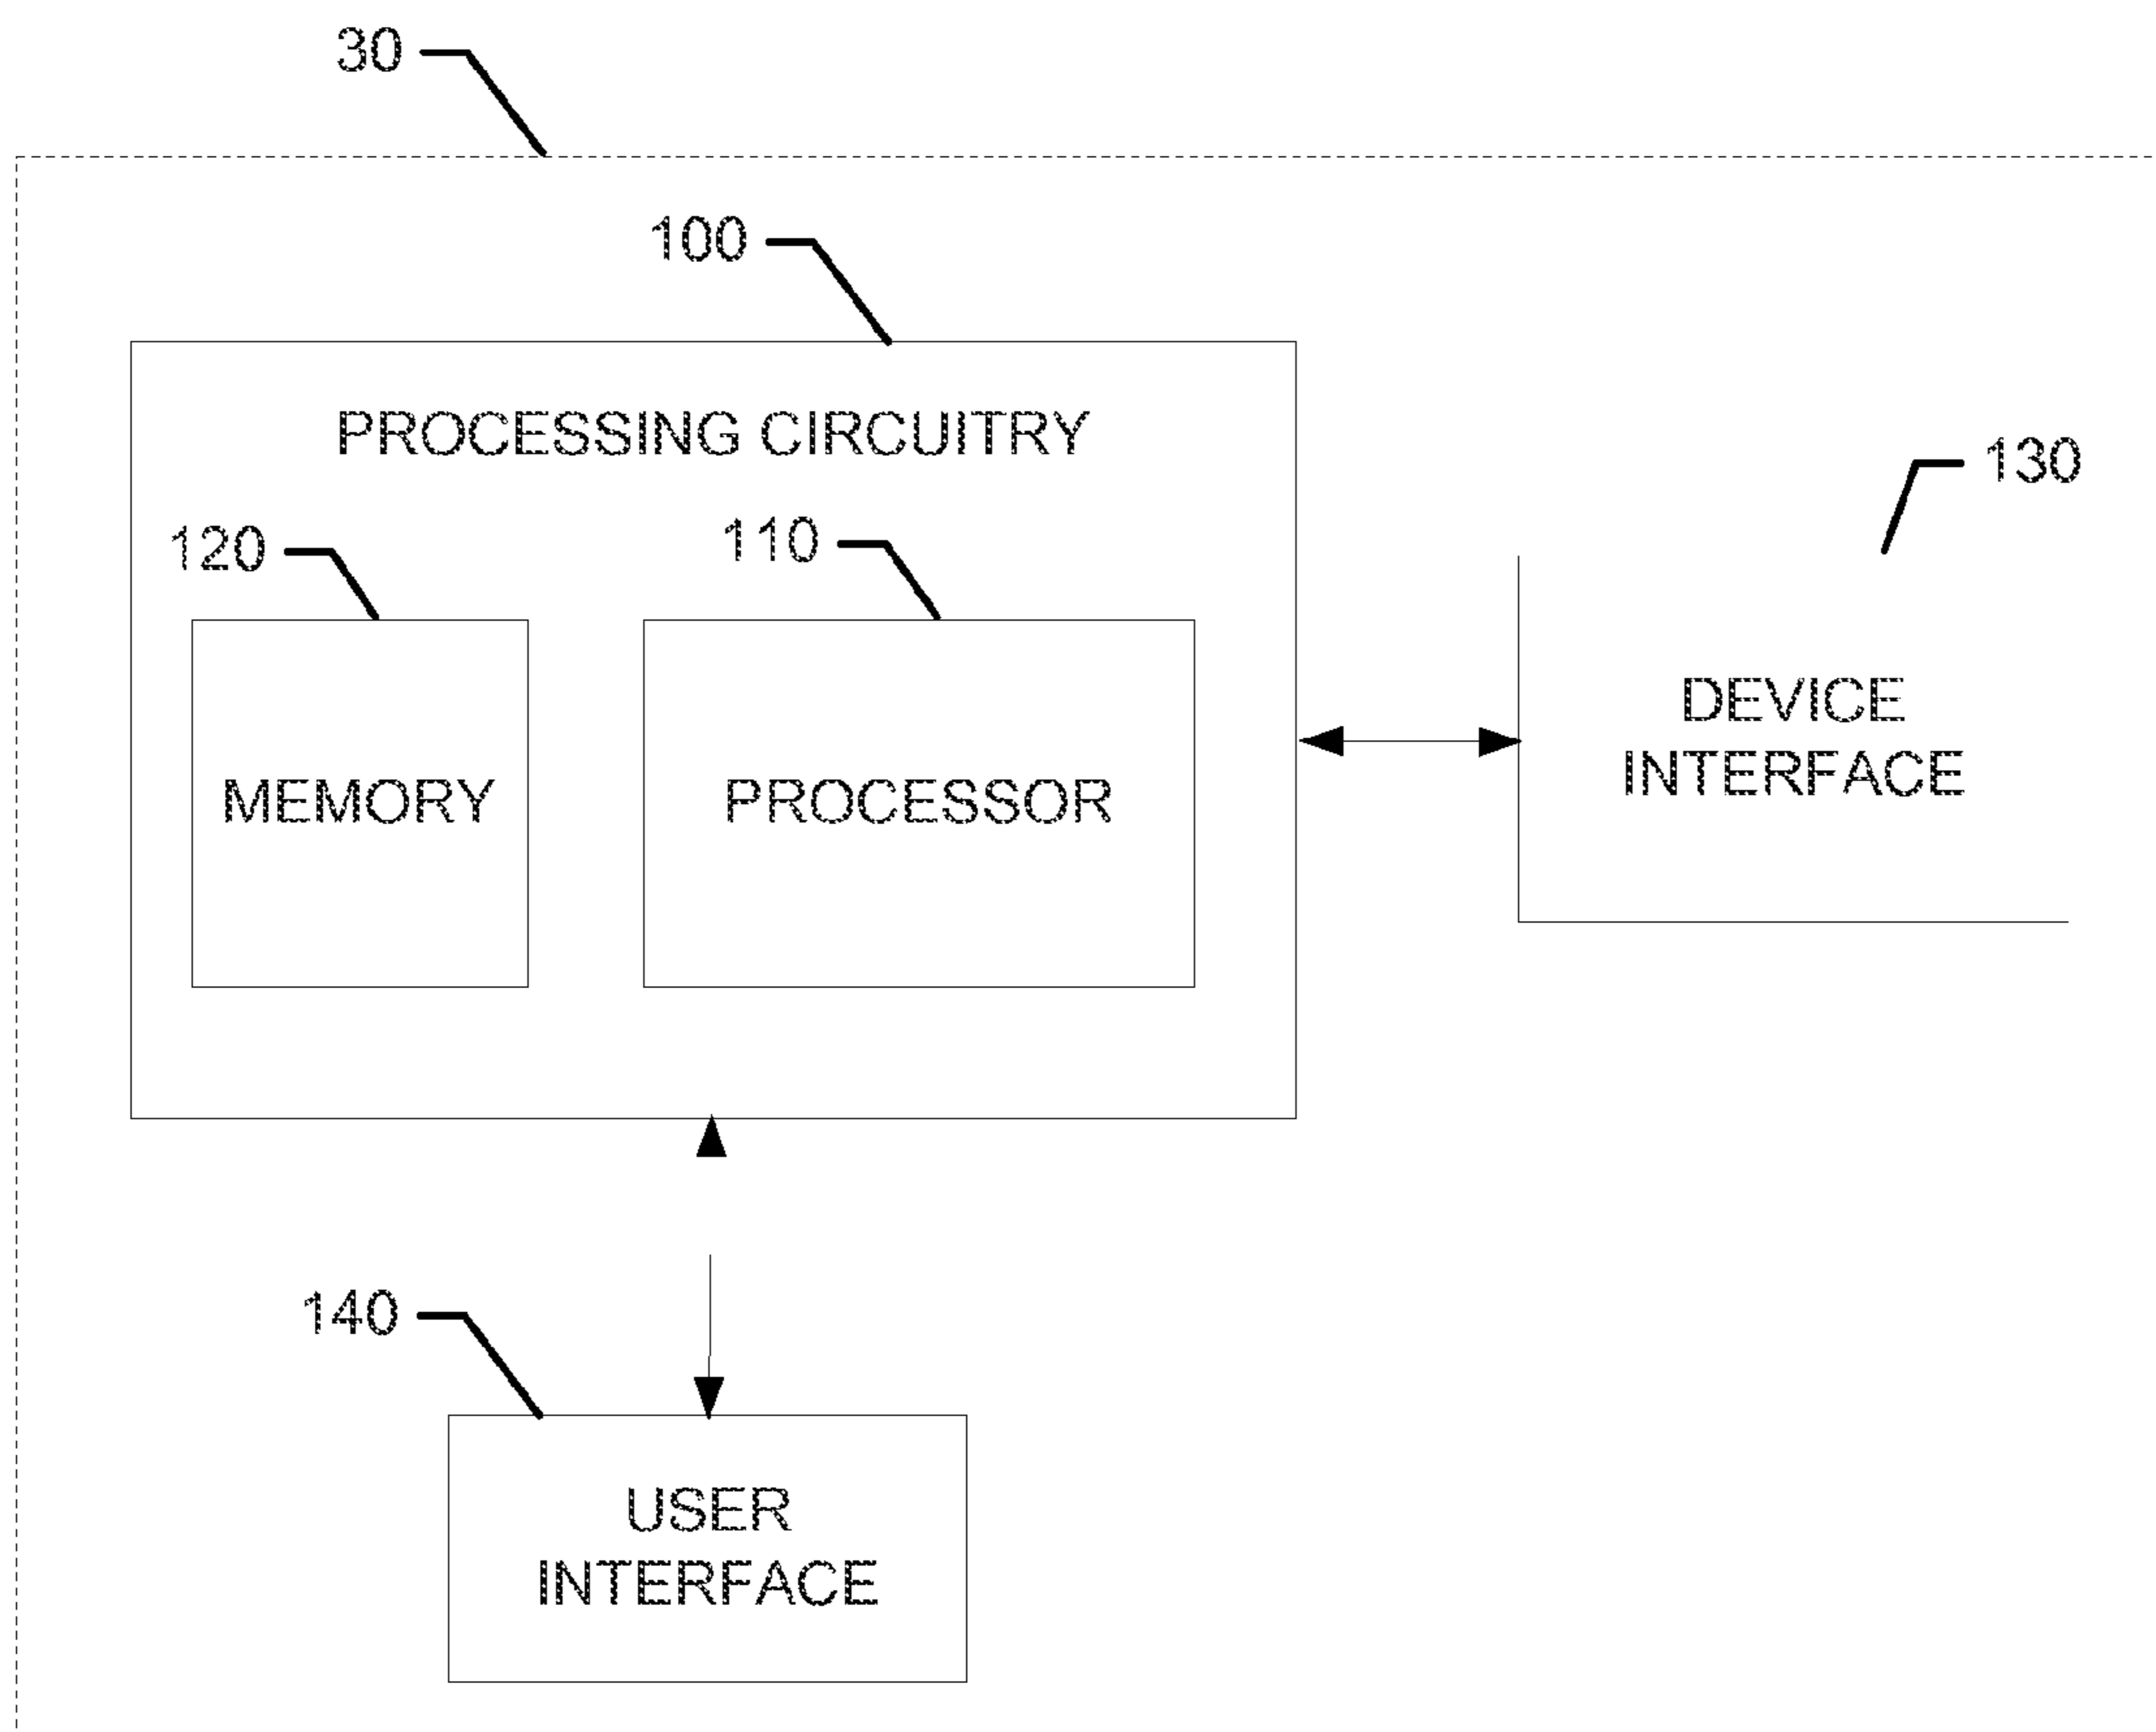 30
100
PROCESSING CIRCUITRY
130
120
110
DEVICE
INTERFACE
MEMORY
PROCESSOR
140
USER
INTERFACE